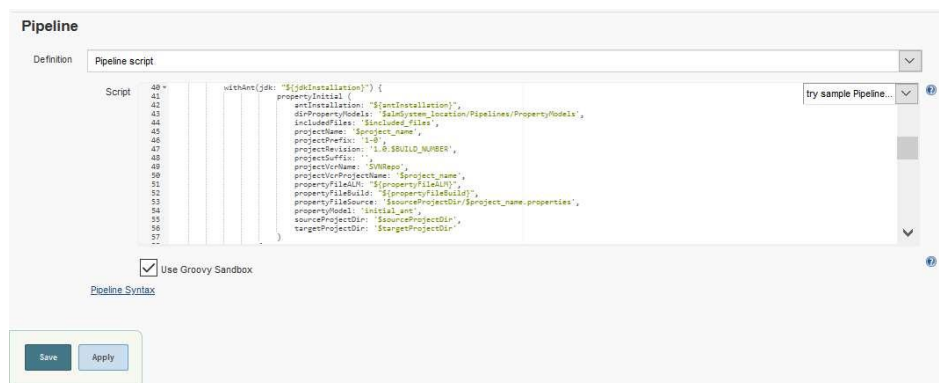 Pipeline
Definition
Pipeline script
Script
try sample Pipeline...
40 withAnt(jdk: "${jdkInstallation}") {
41 propertyInitial (
42 antInstallation: "${antInstallation}",
43 dirPropertyModels: '$almSystem_location/Pipelines/PropertyModels',
44 includedFiles: '$included_files',
45 projectName: '$project_name',
46 projectPrefix: '1-0',
47 projectRevision: '1.0.$BUILD_NUMBER',
48 projectSuffix: '',
49 projectVcrName: 'SVNRepo',
50 projectVcrProjectName: '$project_name',
51 propertyFileALM: "${propertyFileALM}",
52 propertyFileBuild: "${propertyFileBuild}",
53 propertyFileSource: '$sourceProjectDir/$project_name.properties',
54 propertyModel: 'initial_ant',
55 sourceProjectDir: '$sourceProjectDir',
56 targetProjectDir: '$targetProjectDir'
57 )
Use Groovy Sandbox
Pipeline Syntax
Save
Apply